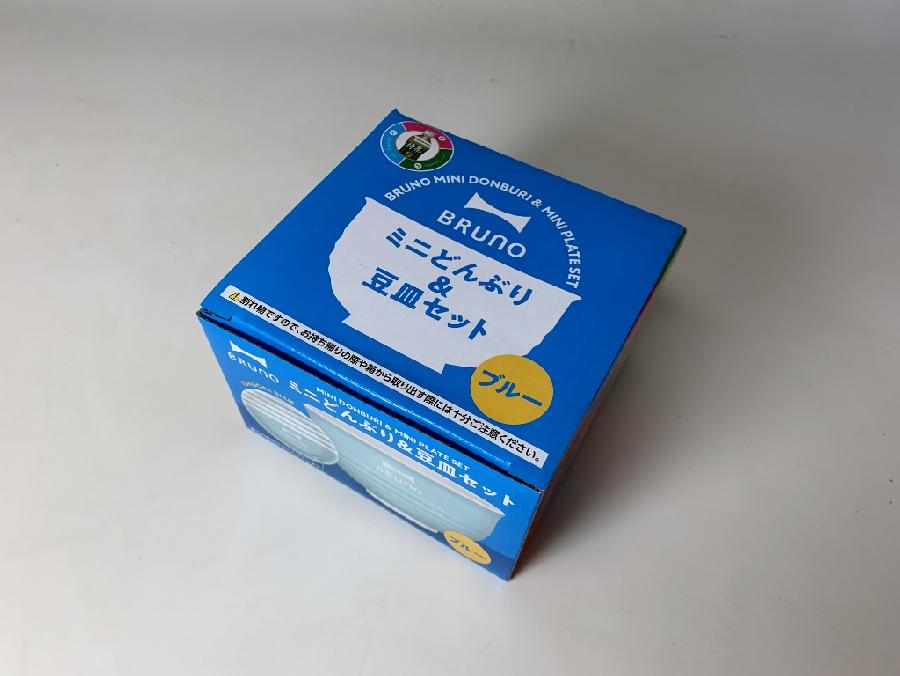 BRUNO MINI DONBURI & MINI PLATE SET
BRUNO
ミニどんぶり
&
豆皿セット
ブルー
割れ物ですので、お持ち帰りの際や箱から取り出す際には十分ご注意ください。
BRUNO
MINI DONBURI & MINI PLATE SET
ミニどんぶり&豆皿セット
BRUNO
ブルー